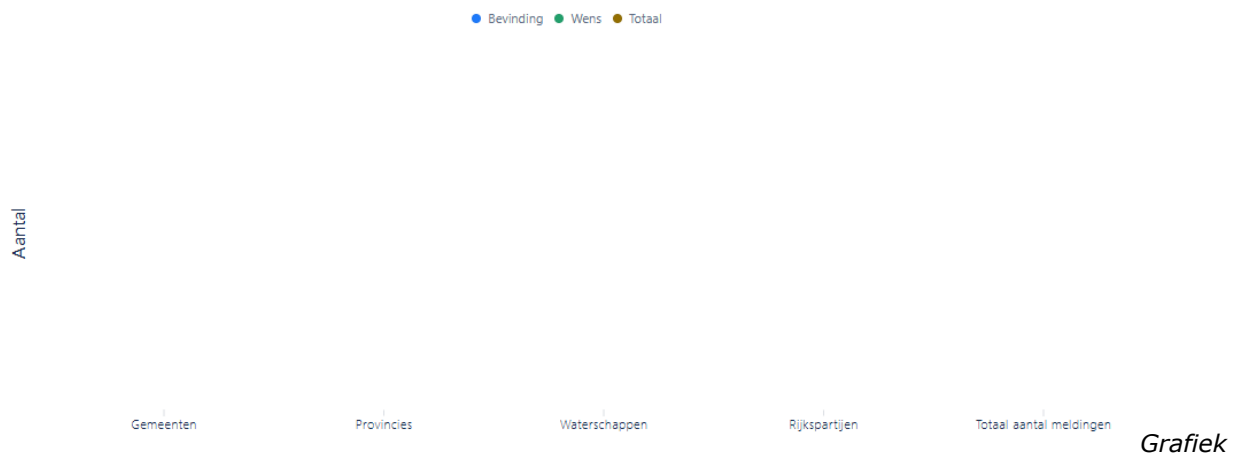 Bevinding Wens Totaal
Aantal
Gemeenten Provincies Waterschappen Rijkspartijen Totaal aantal meldingen
Grafiek